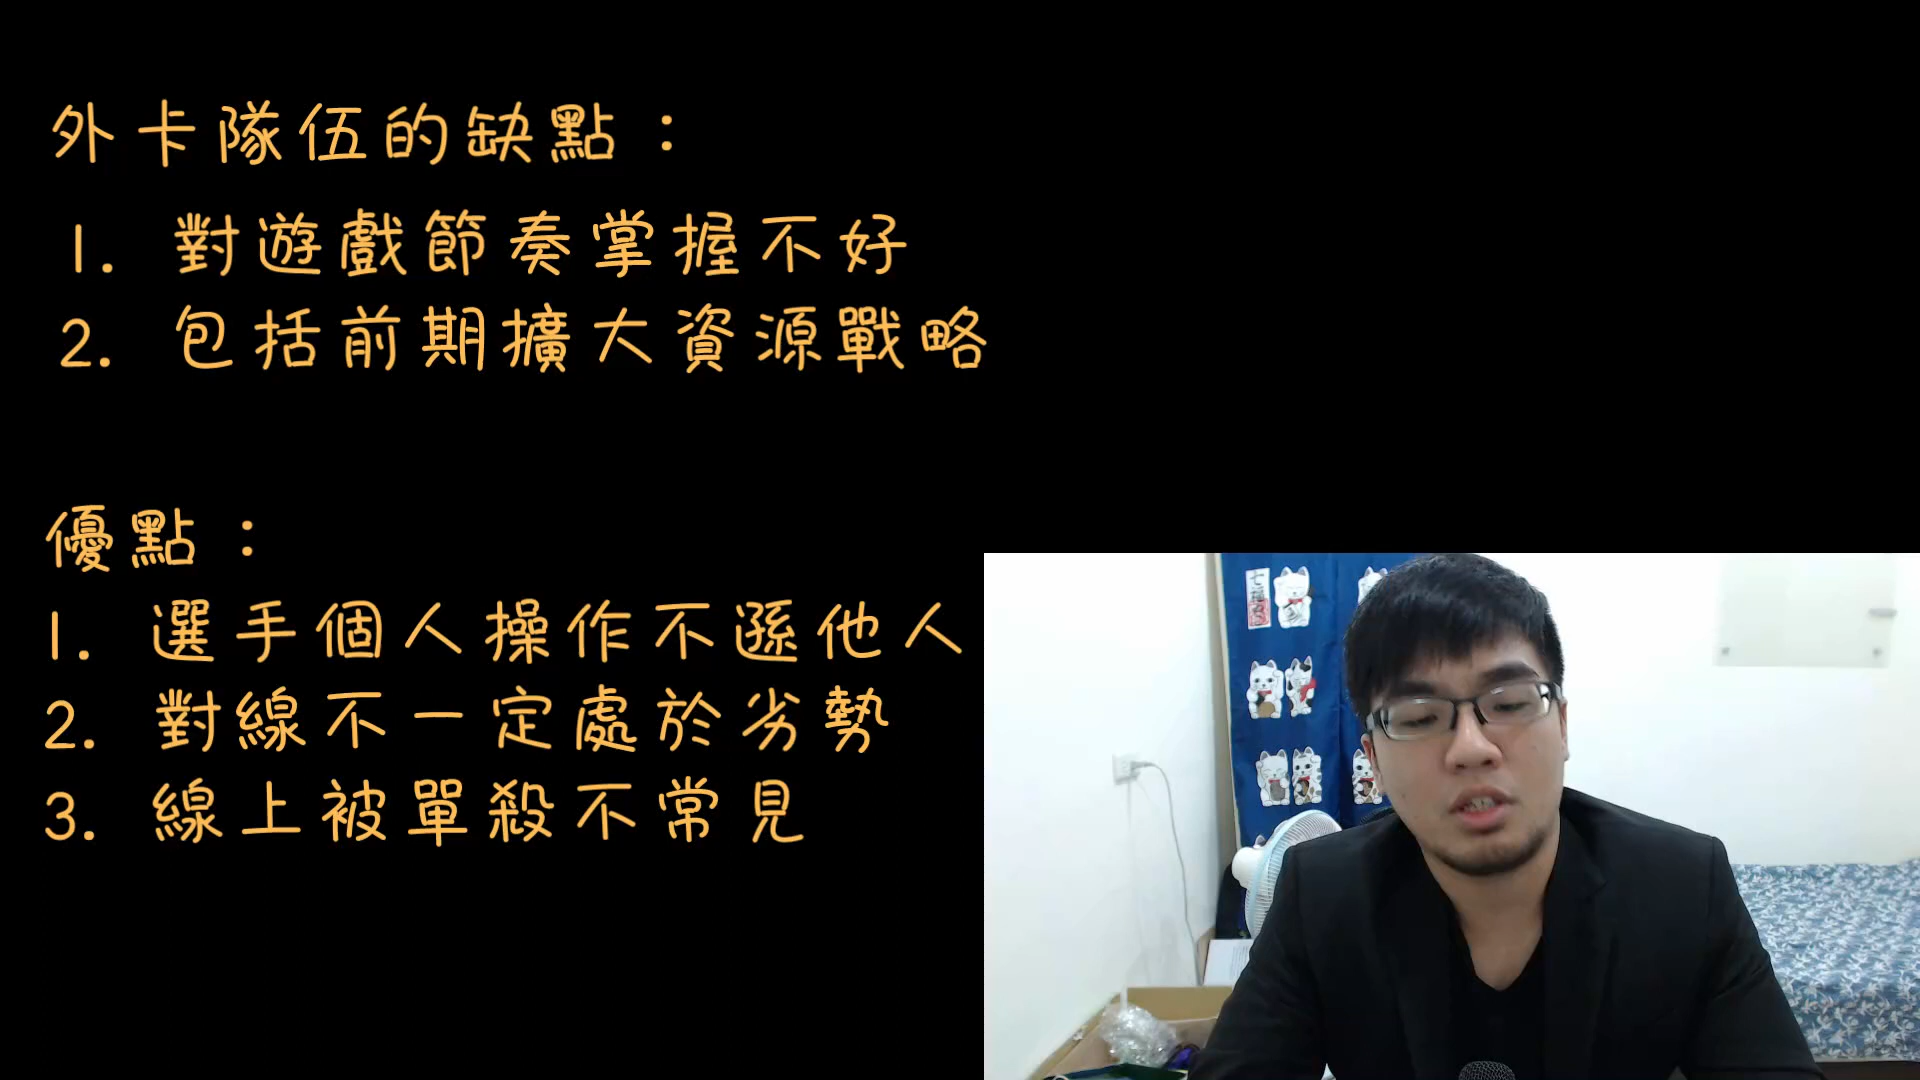 外卡隊伍的缺點：
1. 對遊戲節奏掌握不好
2. 包括前期擴大資源戰略
優點：
1. 選手個人操作不遜他人
2. 對線不一定處於劣勢
3. 線上被單殺不常見